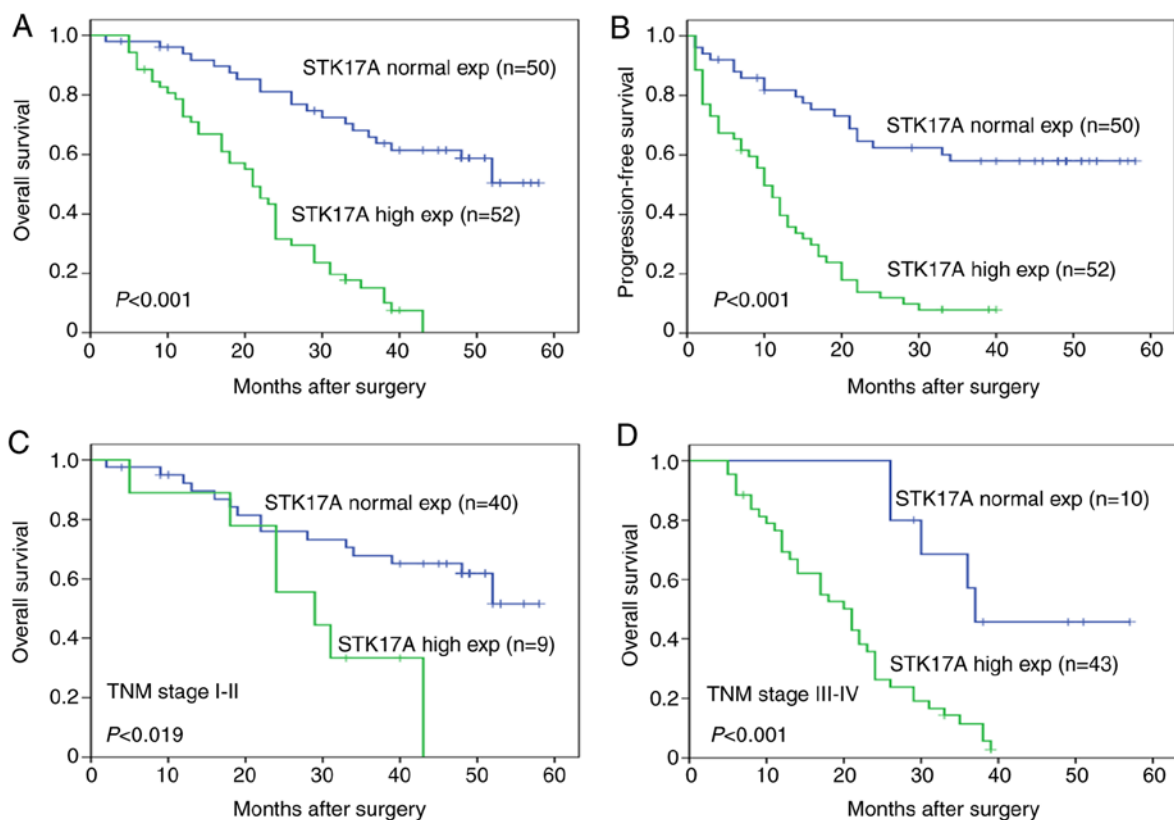 A
Overall survival
1.0
0.8
0.6
0.4
0.2
0
STK17A normal exp (n=50)
STK17A high exp (n=52)
P<0.001
0 10 20 30 40 50 60
Months after surgery
B
Progression-free survival
1.0
0.8
0.6
0.4
0.2
0
STK17A normal exp (n=50)
STK17A high exp (n=52)
P<0.001
0 10 20 30 40 50 60
Months after surgery
C
Overall survival
1.0
0.8
0.6
0.4
0.2
0
STK17A normal exp (n=40)
STK17A high exp (n=9)
TNM stage I-II
P<0.019
0 10 20 30 40 50 60
Months after surgery
D
Overall survival
1.0
0.8
0.6
0.4
0.2
0
STK17A normal exp (n=10)
STK17A high exp (n=43)
TNM stage III-IV
P<0.001
0 10 20 30 40 50 60
Months after surgery